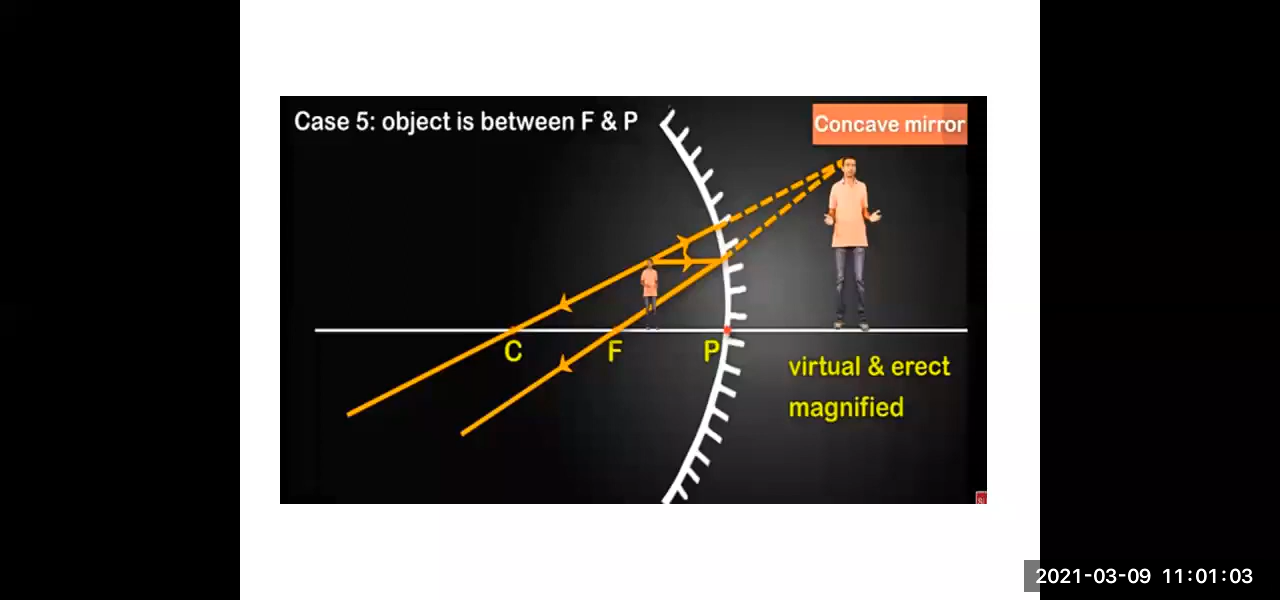 Case 5: object is between F & P
Concave mirror
C
F
P
virtual & erect
magnified
2021-03-09 11:01:03